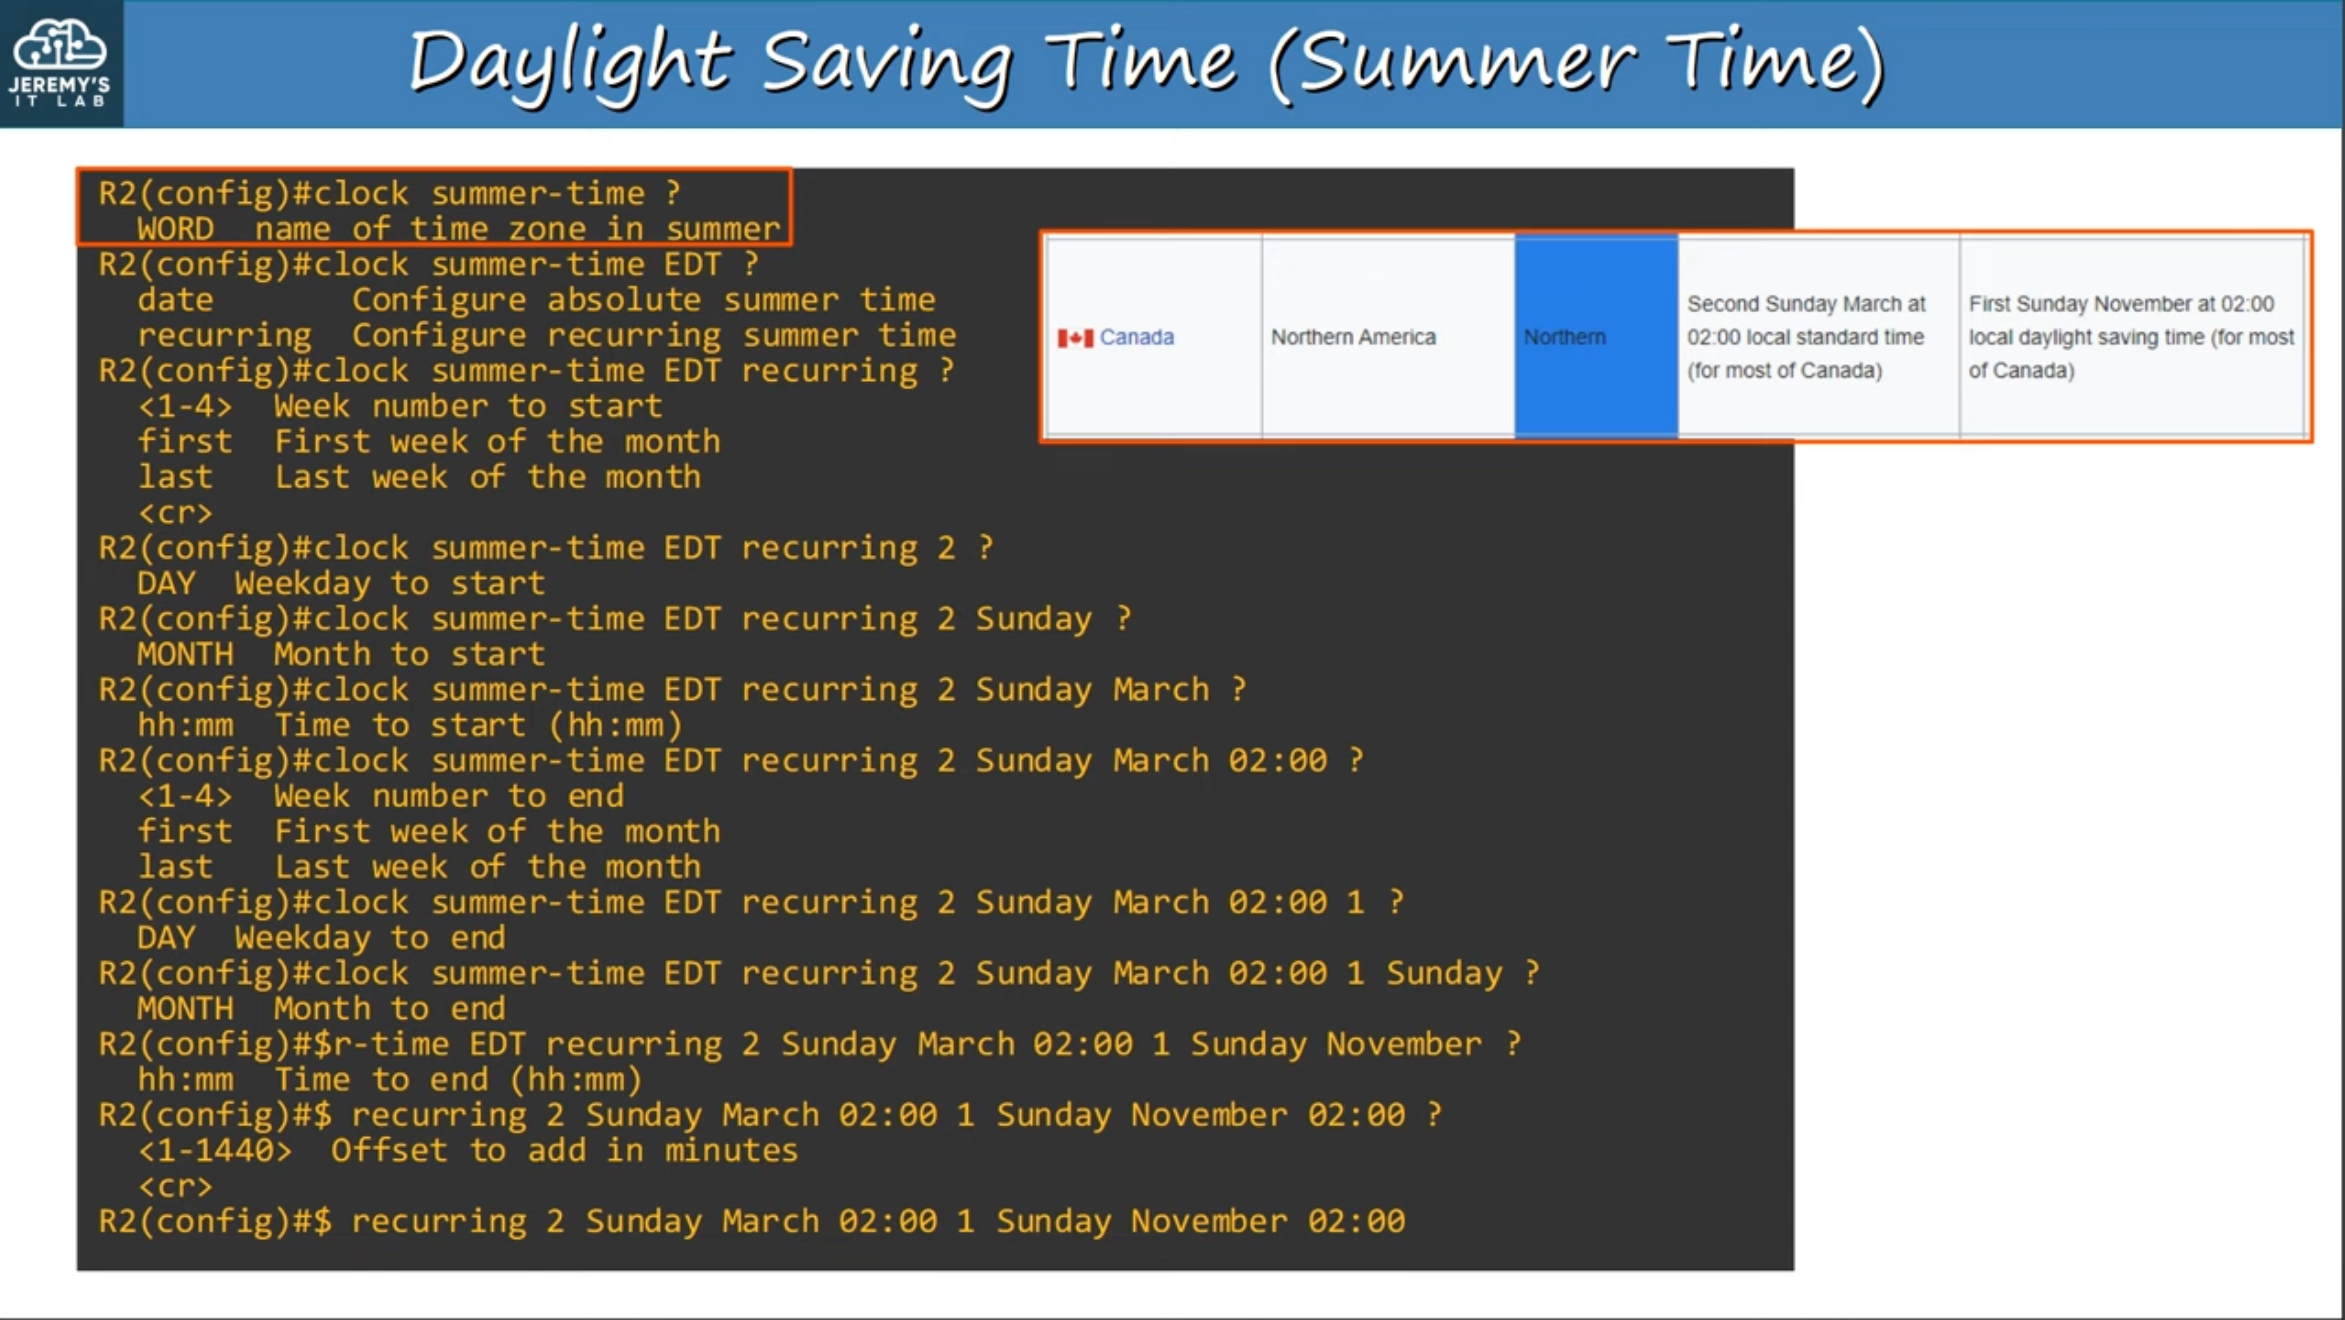 JEREMY'S
IT LAB
Daylight Saving Time (Summer Time)
R2(config)#clock summer-time ?
  WORD  name of time zone in summer
R2(config)#clock summer-time EDT ?
  date       Configure absolute summer time
  recurring  Configure recurring summer time
R2(config)#clock summer-time EDT recurring ?
  <1-4>  Week number to start
  first  First week of the month
  last   Last week of the month
  <cr>
R2(config)#clock summer-time EDT recurring 2 ?
  DAY  Weekday to start
R2(config)#clock summer-time EDT recurring 2 Sunday ?
  MONTH  Month to start
R2(config)#clock summer-time EDT recurring 2 Sunday March ?
  hh:mm  Time to start (hh:mm)
R2(config)#clock summer-time EDT recurring 2 Sunday March 02:00 ?
  <1-4>  Week number to end
  first  First week of the month
  last   Last week of the month
R2(config)#clock summer-time EDT recurring 2 Sunday March 02:00 1 ?
  DAY  Weekday to end
R2(config)#clock summer-time EDT recurring 2 Sunday March 02:00 1 Sunday ?
  MONTH  Month to end
R2(config)#$r-time EDT recurring 2 Sunday March 02:00 1 Sunday November ?
  hh:mm  Time to end (hh:mm)
R2(config)#$ recurring 2 Sunday March 02:00 1 Sunday November 02:00 ?
  <1-1440>  Offset to add in minutes
  <cr>
R2(config)#$ recurring 2 Sunday March 02:00 1 Sunday November 02:00
Canada
Northern America
Northern
Second Sunday March at
02:00 local standard time
(for most of Canada)
First Sunday November at 02:00
local daylight saving time (for most
of Canada)